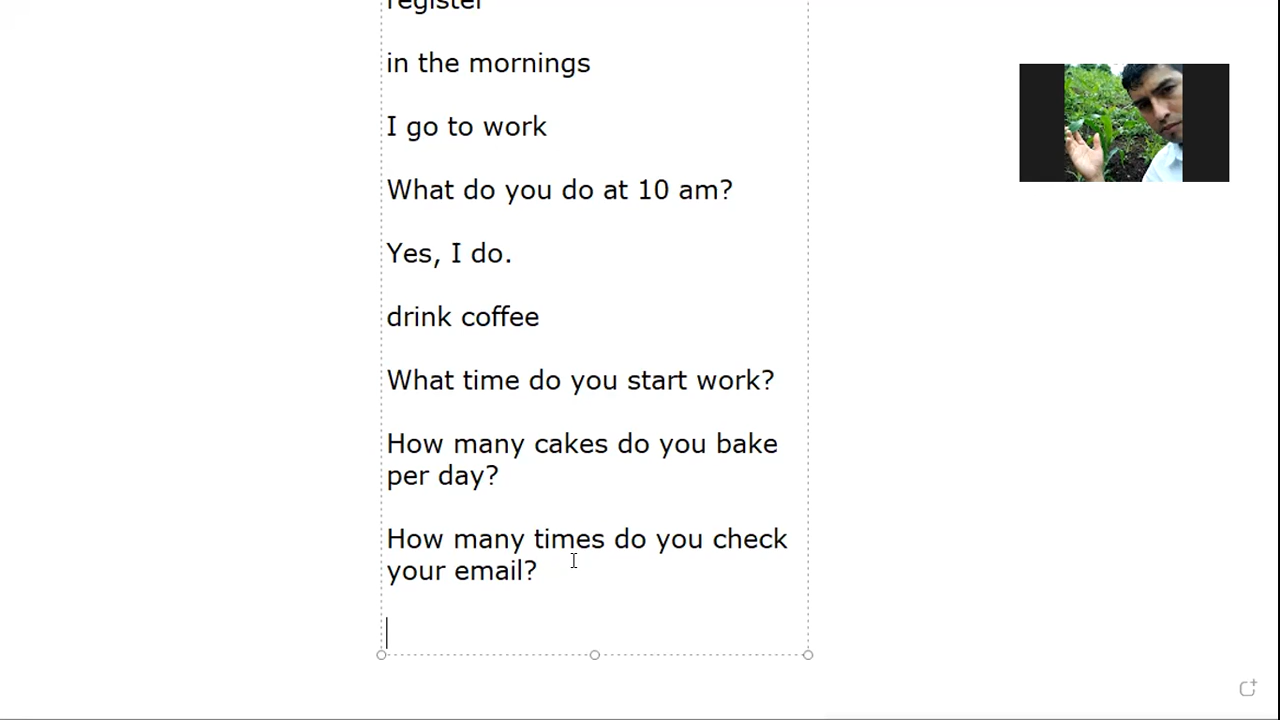 register
in the mornings
I go to work
What do you do at 10 am?
Yes, I do.
drink coffee
What time do you start work?
How many cakes do you bake
per day?
How many times do you check
your email?